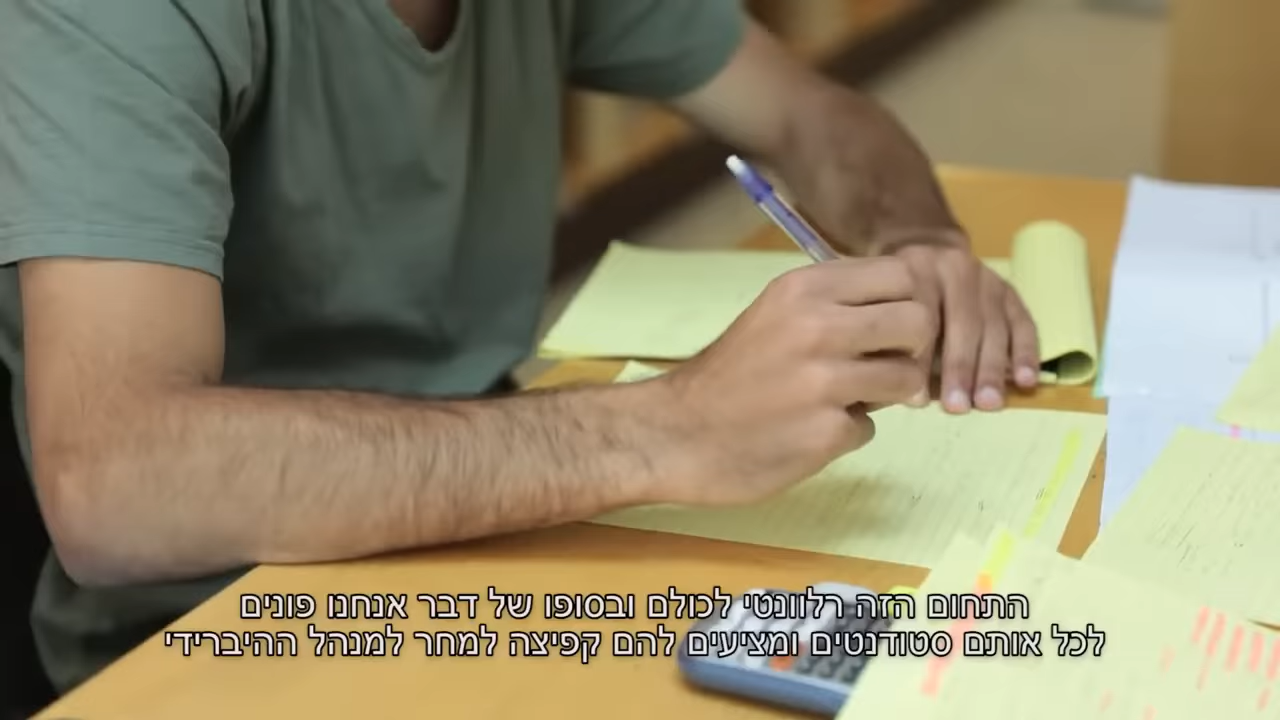 התחום הזה רלוונטי לכולם ובסופו של דבר אנחנו פונים
לכל אותם סטודנטים ומציעים להם קפיצה למחר למנהל ההיברידי